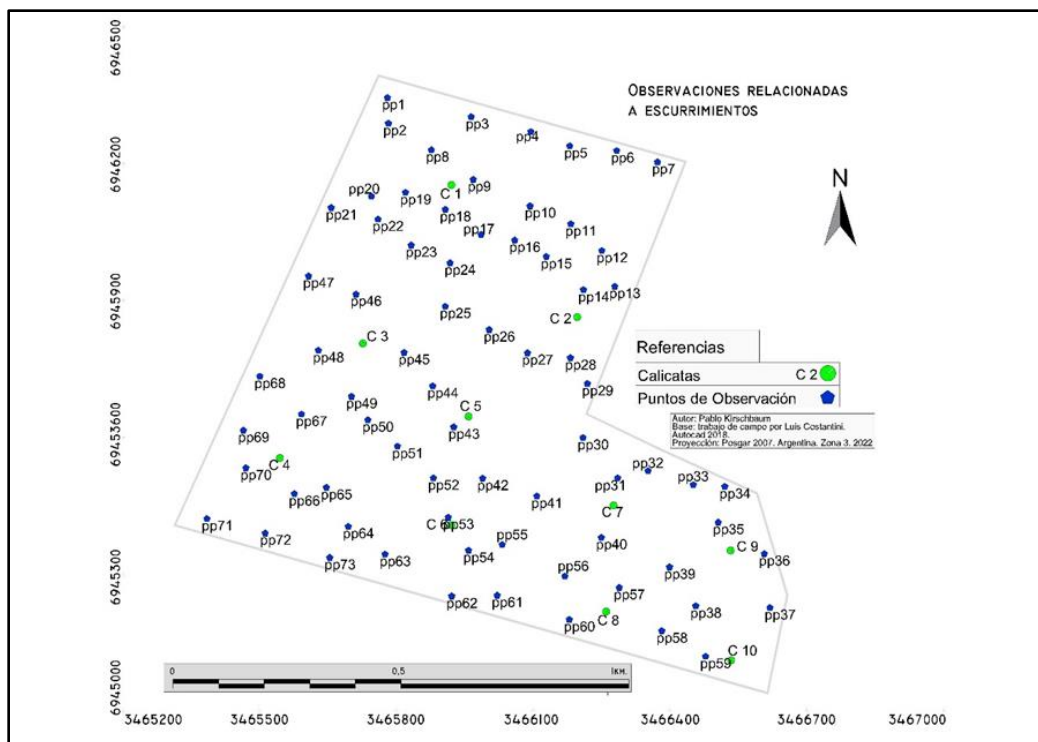 OBSERVACIONES RELACIONADAS
A ESCURRIMIENTOS
6946500
6946200
6945900
69453600
6945300
6945000
pp1
pp2
pp3
pp4
pp5
pp6
pp7
pp8
pp9
C 1
pp20
pp19
pp21
pp22
pp18
pp10
pp17
pp11
pp23
pp16
pp24
pp15
pp12
pp47
pp46
pp14
pp13
pp25
C 2
pp26
C 3
pp48
pp45
pp27
pp28
pp68
pp44
pp29
pp49
C 5
pp67
pp50
pp43
pp69
pp30
pp51
C 4
pp70
pp32
pp52
pp42
pp31
pp33
pp66
pp65
pp41
pp34
C 7
pp71
C 6
pp53
pp35
pp72
pp64
pp55
pp40
C 9
pp73
pp63
pp54
pp36
pp56
pp39
pp62
pp61
pp57
pp38
pp37
pp60
C 8
pp58
pp59
C 10
N
Referencias
Calicatas C 2
Puntos de Observación
Autor: Pablo Kirschbaum
Base: trabajo de campo por Luis Costantini.
Autocad 2018.
Proyección: Posgar 2007. Argentina. Zona 3. 2022
0 0,5 1km.
3465200 3465500 3465800 3466100 3466400 3466700 3467000